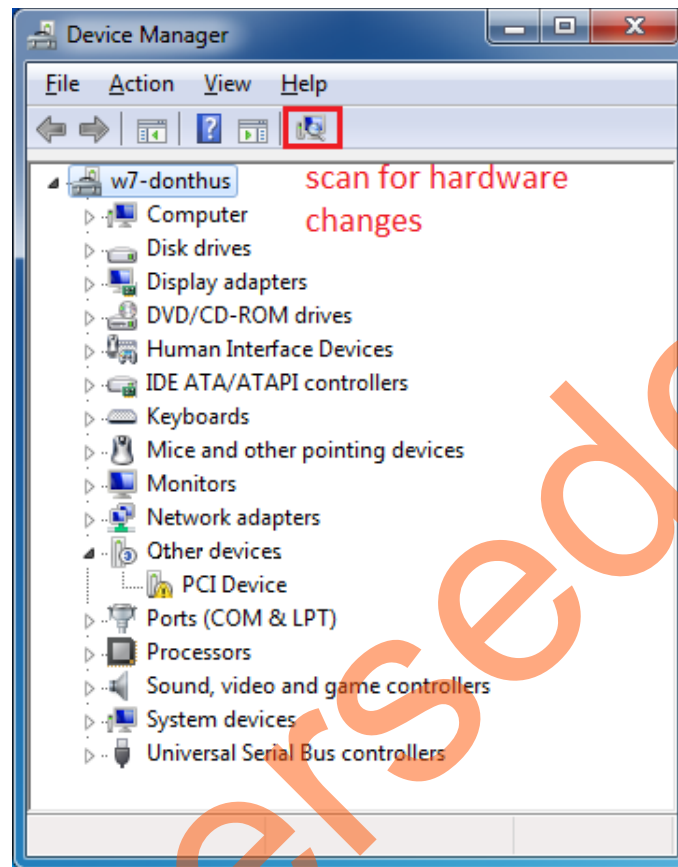 Device Manager
File Action View Help
w7-donthus
scan for hardware
changes
Computer
Disk drives
Display adapters
DVD/CD-ROM drives
Human Interface Devices
IDE ATA/ATAPI controllers
Keyboards
Mice and other pointing devices
Monitors
Network adapters
Other devices
PCI Device
Ports (COM & LPT)
Processors
Sound, video and game controllers
System devices
Universal Serial Bus controllers